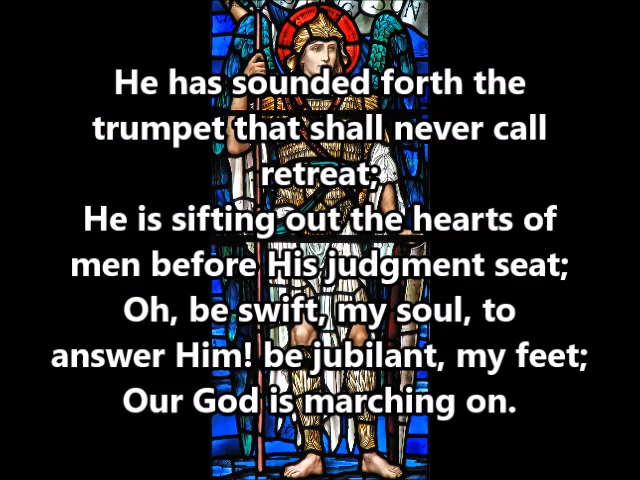 He has sounded forth the
trumpet that shall never call
retreat;
He is sifting out the hearts of
men before His judgment seat;
Oh, be swift, my soul, to
answer Him! be jubilant, my feet;
Our God is marching on.